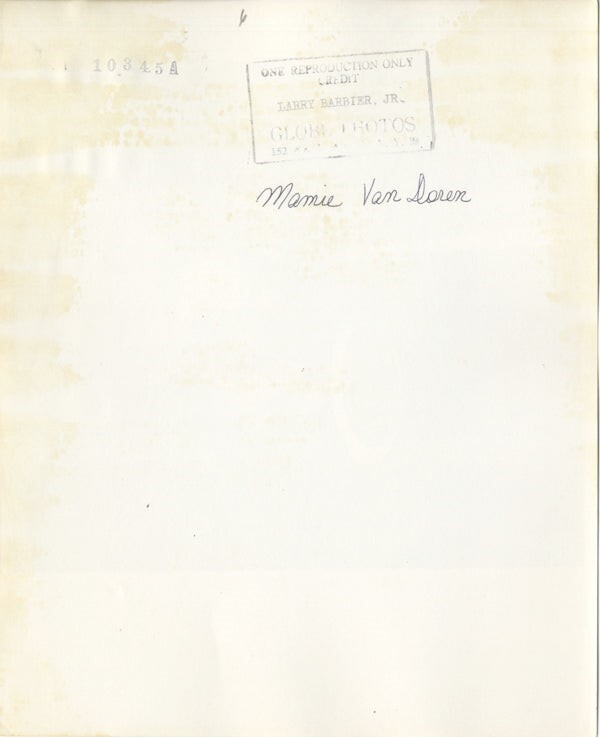 10345A
ONE REPRODUCTION ONLY
CREDIT
LARRY BARBIER, JR.
GLOBE PHOTOS
Mamie Van Doren